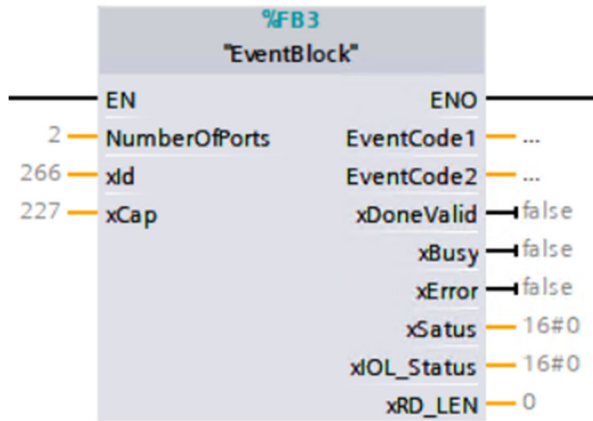 %FB3
"EventBlock"
EN ENO
2 NumberOfPorts EventCode1 ...
266 xId EventCode2 ...
227 xCap xDoneValid false
xBusy false
xError false
xSatus 16#0
xIOL_Status 16#0
xRD_LEN 0